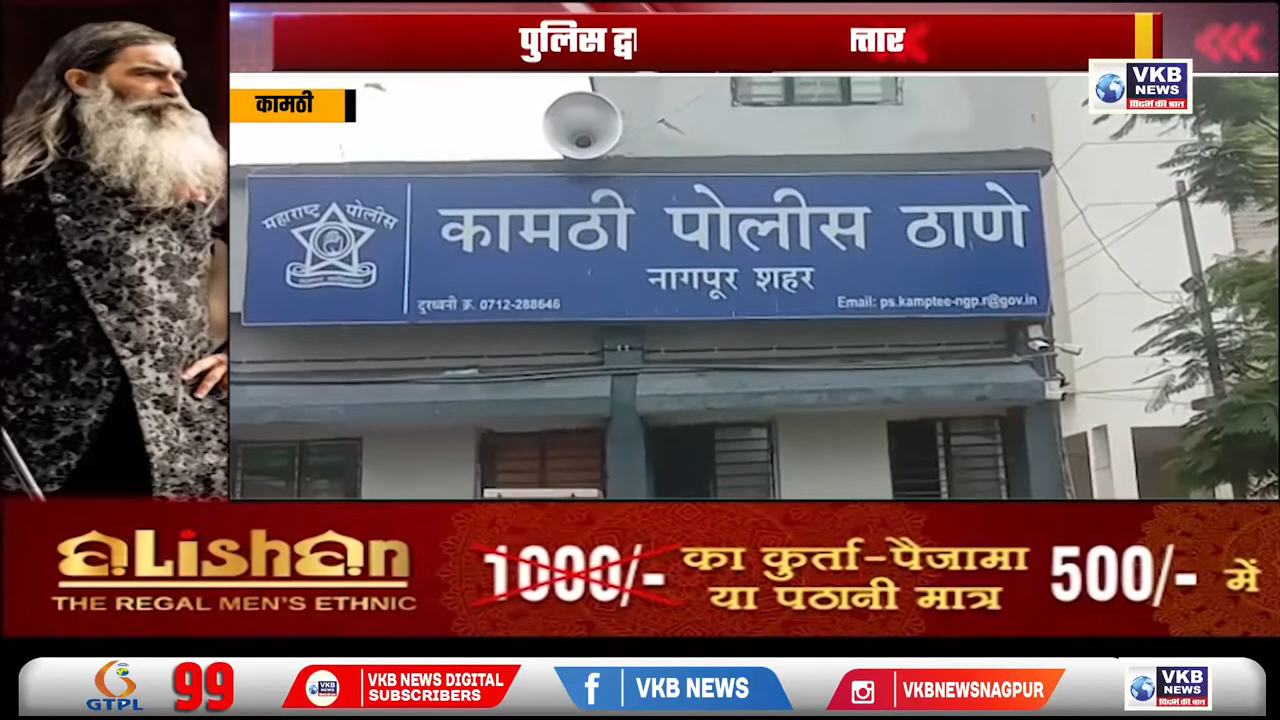 पुलिस द्वा
त्तार
VKB
NEWS
विदर्भ की बात
कामठी
महाराष्ट्र पोलीस
कामठी पोलीस ठाणे
नागपूर शहर
दुरध्वनी क्र. 0712-288646
Email: ps.kamptee-ngp.r@gov.in
aLishan
THE REGAL MEN'S ETHNIC
1000/- का कुर्ता-पैजामा
या पठानी मात्र
500/- में
GTPL
99
VKB NEWS
VKB NEWS DIGITAL
SUBSCRIBERS
VKB NEWS
VKBNEWSNAGPUR
VKB
NEWS
विदर्भ की बात